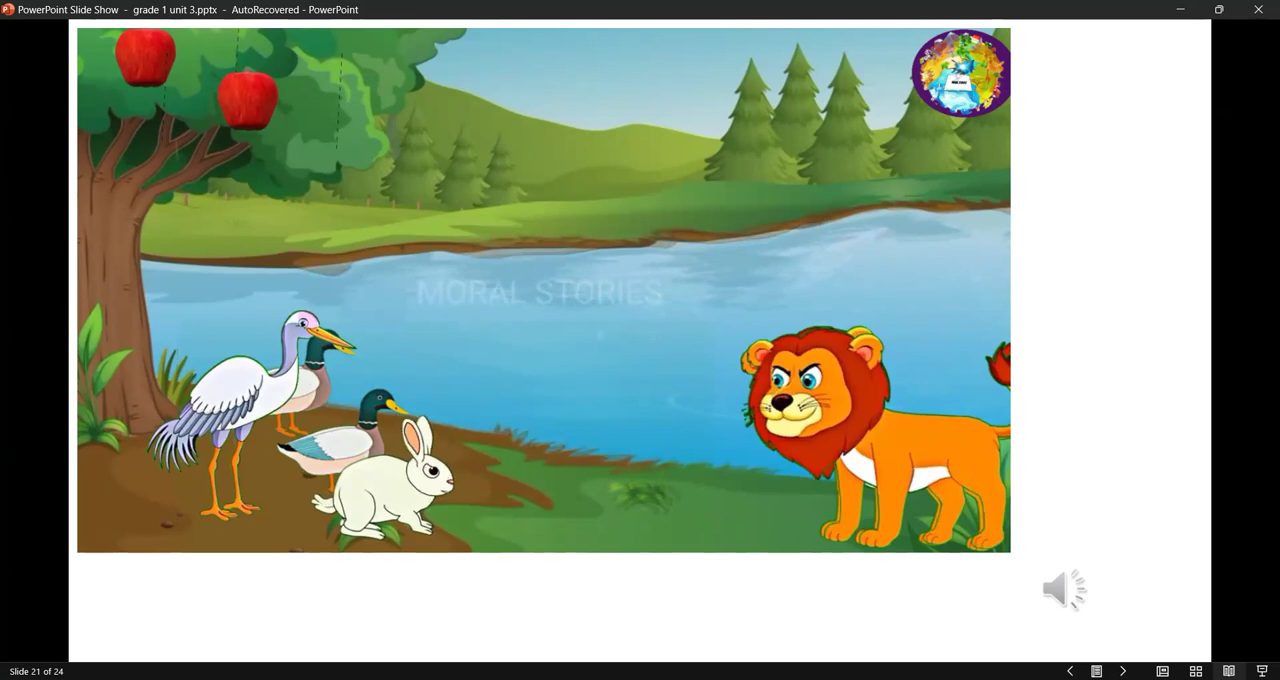 PowerPoint Slide Show - grade 1 unit 3.pptx - AutoRecovered - PowerPoint
MORAL STORIES
Slide 21 of 24